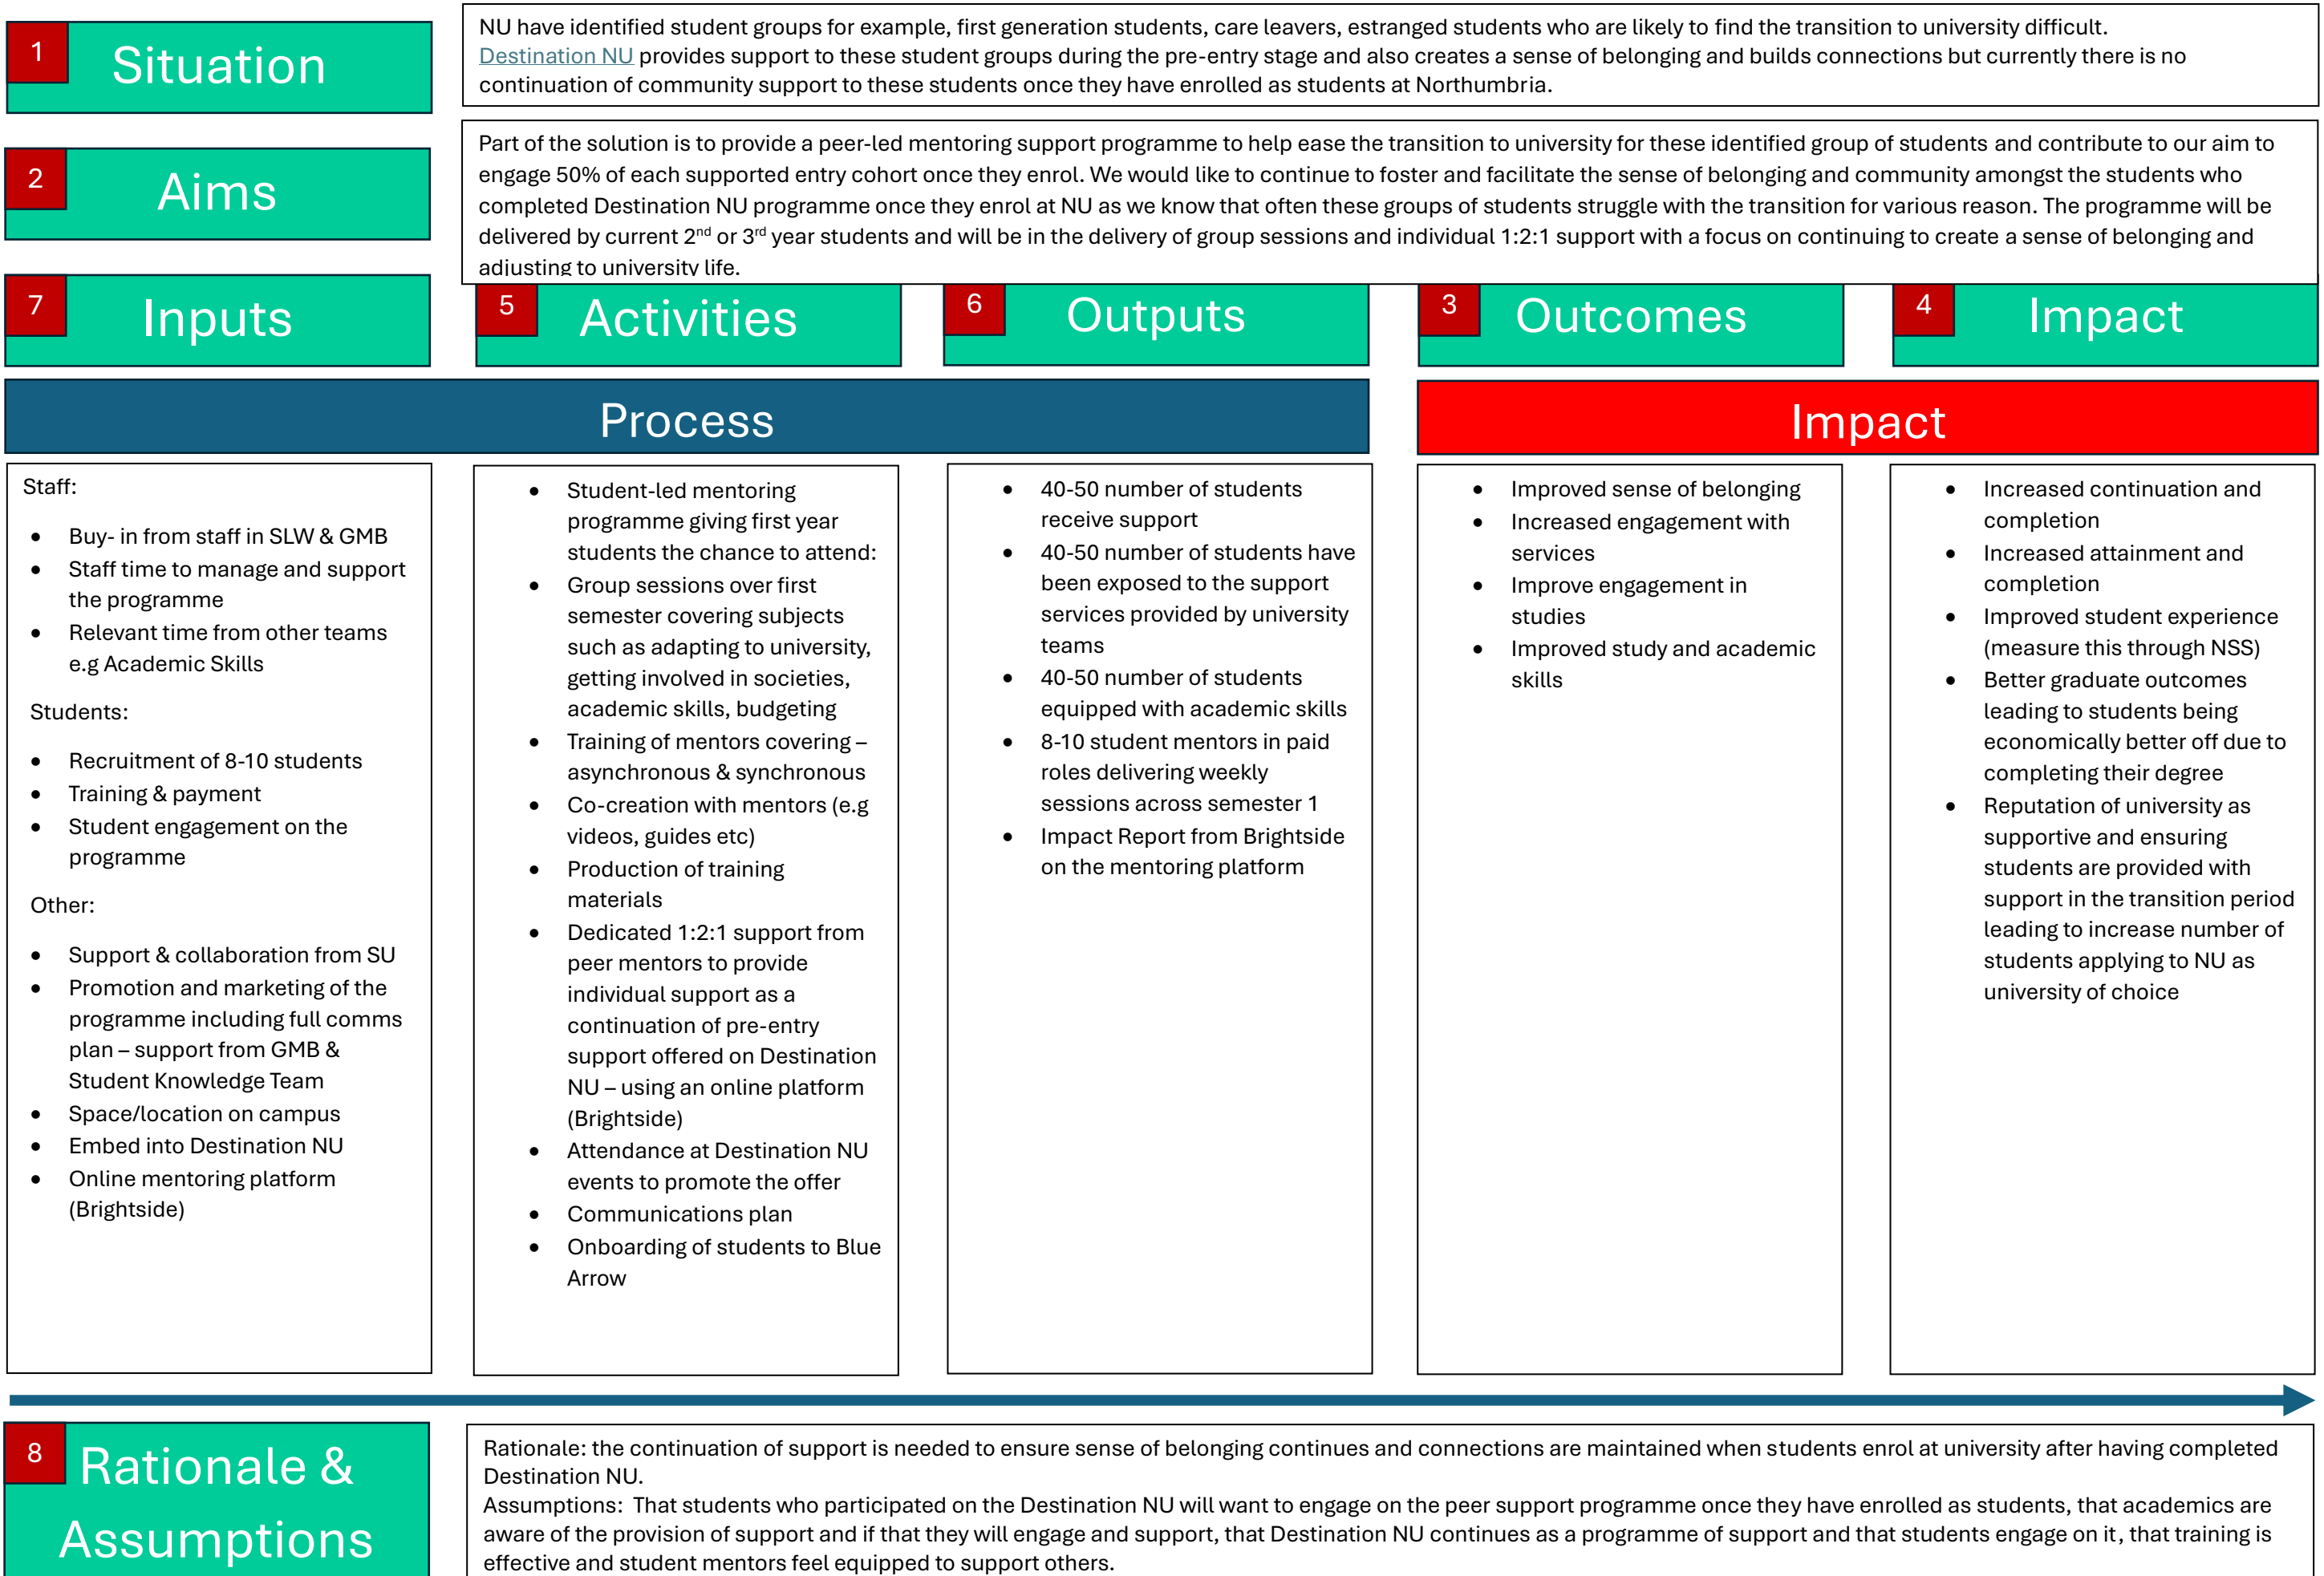 1
Situation
NU have identified student groups for example, first generation students, care leavers, estranged students who are likely to find the transition to university difficult.
Destination NU provides support to these student groups during the pre-entry stage and also creates a sense of belonging and builds connections but currently there is no
continuation of community support to these students once they have enrolled as students at Northumbria.
2
Aims
Part of the solution is to provide a peer-led mentoring support programme to help ease the transition to university for these identified group of students and contribute to our aim to
engage 50% of each supported entry cohort once they enrol. We would like to continue to foster and facilitate the sense of belonging and community amongst the students who
completed Destination NU programme once they enrol at NU as we know that often these groups of students struggle with the transition for various reason. The programme will be
delivered by current 2nd or 3rd year students and will be in the delivery of group sessions and individual 1:2:1 support with a focus on continuing to create a sense of belonging and
adjusting to university life.
7
Inputs
5
Activities
6
Outputs
3
Outcomes
4
Impact
Process
Impact
Staff:
• Buy- in from staff in SLW & GMB
• Staff time to manage and support
the programme
• Relevant time from other teams
e.g Academic Skills
Students:
• Recruitment of 8-10 students
• Training & payment
• Student engagement on the
programme
Other:
• Support & collaboration from SU
• Promotion and marketing of the
programme including full comms
plan – support from GMB &
Student Knowledge Team
• Space/location on campus
• Embed into Destination NU
• Online mentoring platform
(Brightside)
• Student-led mentoring
programme giving first year
students the chance to attend:
• Group sessions over first
semester covering subjects
such as adapting to university,
getting involved in societies,
academic skills, budgeting
• Training of mentors covering –
asynchronous & synchronous
• Co-creation with mentors (e.g
videos, guides etc)
• Production of training
materials
• Dedicated 1:2:1 support from
peer mentors to provide
individual support as a
continuation of pre-entry
support offered on Destination
NU – using an online platform
(Brightside)
• Attendance at Destination NU
events to promote the offer
• Communications plan
• Onboarding of students to Blue
Arrow
• 40-50 number of students
receive support
• 40-50 number of students have
been exposed to the support
services provided by university
teams
• 40-50 number of students
equipped with academic skills
• 8-10 student mentors in paid
roles delivering weekly
sessions across semester 1
• Impact Report from Brightside
on the mentoring platform
• Improved sense of belonging
• Increased engagement with
services
• Improve engagement in
studies
• Improved study and academic
skills
• Increased continuation and
completion
• Increased attainment and
completion
• Improved student experience
(measure this through NSS)
• Better graduate outcomes
leading to students being
economically better off due to
completing their degree
• Reputation of university as
supportive and ensuring
students are provided with
support in the transition period
leading to increase number of
students applying to NU as
university of choice
8
Rationale &
Assumptions
Rationale: the continuation of support is needed to ensure sense of belonging continues and connections are maintained when students enrol at university after having completed
Destination NU.
Assumptions: That students who participated on the Destination NU will want to engage on the peer support programme once they have enrolled as students, that academics are
aware of the provision of support and if that they will engage and support, that Destination NU continues as a programme of support and that students engage on it, that training is
effective and student mentors feel equipped to support others.